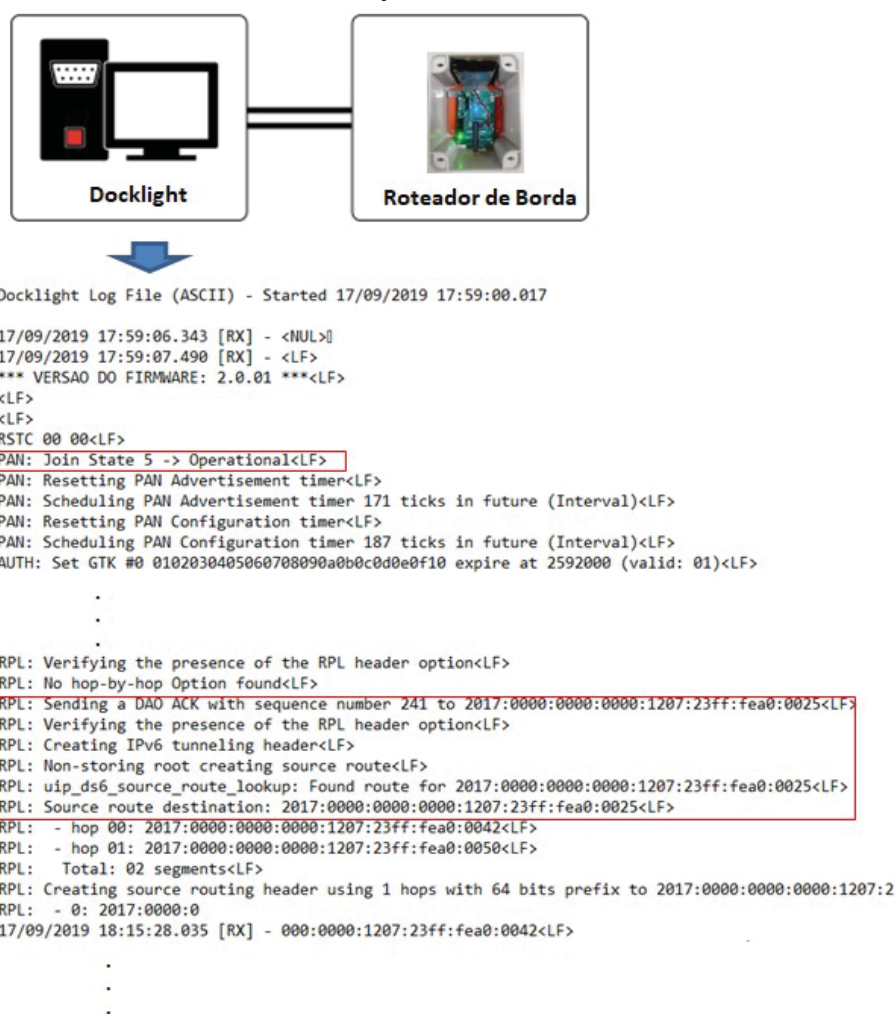 Docklight
Roteador de Borda
Docklight Log File (ASCII) - Started 17/09/2019 17:59:00.017
17/09/2019 17:59:06.343 [RX] - <NUL>▯
17/09/2019 17:59:07.490 [RX] - <LF>
*** VERSAO DO FIRMWARE: 2.0.01 ***<LF>
<LF>
<LF>
RSTC 00 00<LF>
PAN: Join State 5 -> Operational<LF>
PAN: Resetting PAN Advertisement timer<LF>
PAN: Scheduling PAN Advertisement timer 171 ticks in future (Interval)<LF>
PAN: Resetting PAN Configuration timer<LF>
PAN: Scheduling PAN Configuration timer 187 ticks in future (Interval)<LF>
AUTH: Set GTK #0 0102030405060708090a0b0c0d0e0f10 expire at 2592000 (valid: 01)<LF>
.
.
.
RPL: Verifying the presence of the RPL header option<LF>
RPL: No hop-by-hop Option found<LF>
RPL: Sending a DAO ACK with sequence number 241 to 2017:0000:0000:0000:1207:23ff:fea0:0025<LF>
RPL: Verifying the presence of the RPL header option<LF>
RPL: Creating IPv6 tunneling header<LF>
RPL: Non-storing root creating source route<LF>
RPL: uip_ds6_source_route_lookup: Found route for 2017:0000:0000:0000:1207:23ff:fea0:0025<LF>
RPL: Source route destination: 2017:0000:0000:0000:1207:23ff:fea0:0025<LF>
RPL:  - hop 00: 2017:0000:0000:0000:1207:23ff:fea0:0042<LF>
RPL:  - hop 01: 2017:0000:0000:0000:1207:23ff:fea0:0050<LF>
RPL:   Total: 02 segments<LF>
RPL: Creating source routing header using 1 hops with 64 bits prefix to 2017:0000:0000:0000:1207:2
RPL:  - 0: 2017:0000:0
17/09/2019 18:15:28.035 [RX] - 000:0000:1207:23ff:fea0:0042<LF>
.
.
.